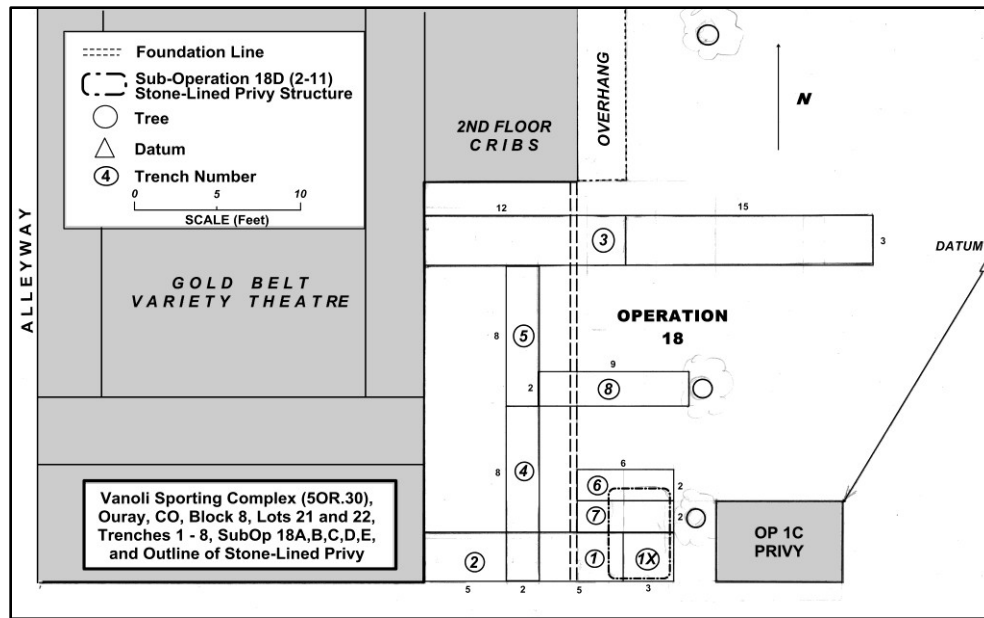 Foundation Line
Sub-Operation 18D (2-11)
Stone-Lined Privy Structure
Tree
Datum
4 Trench Number
0 5 10
SCALE (Feet)
ALLEYWAY
GOLD BELT
VARIETY THEATRE
2ND FLOOR
CRIBS
OVERHANG
N
12
15
3
3
DATUM
OPERATION
18
8
5
9
2
8
8
4
6
6
2
7
2
2
1
1X
5
2
5
3
OP 1C
PRIVY
Vanoli Sporting Complex (5OR.30),
Ouray, CO, Block 8, Lots 21 and 22,
Trenches 1 - 8, SubOp 18A,B,C,D,E,
and Outline of Stone-Lined Privy